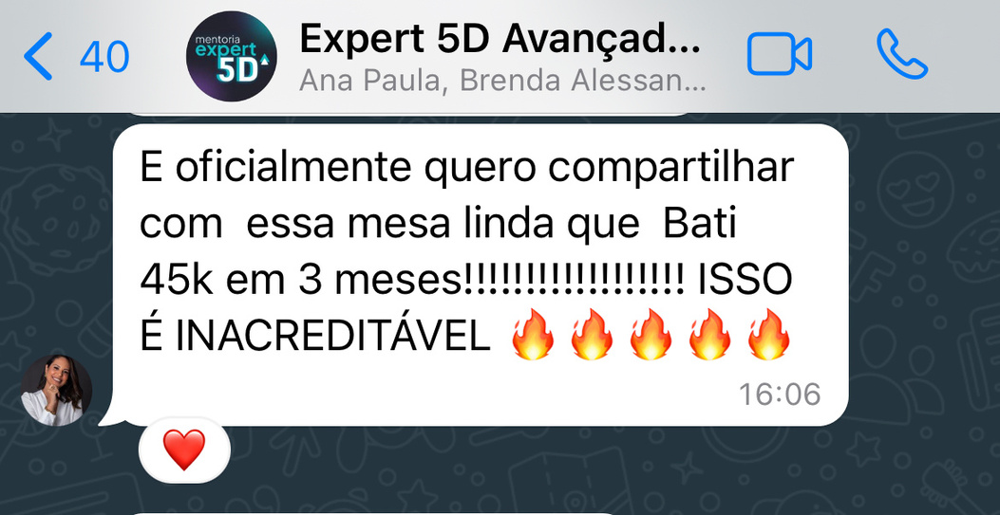 40
mentoria
expert
5D
Expert 5D Avançad...
Ana Paula, Brenda Alessan...
E oficialmente quero compartilhar
com essa mesa linda que Bati
45k em 3 meses!!!!!!!!!!!!!!!!!! ISSO
É INACREDITÁVEL 🔥🔥🔥🔥🔥
16:06